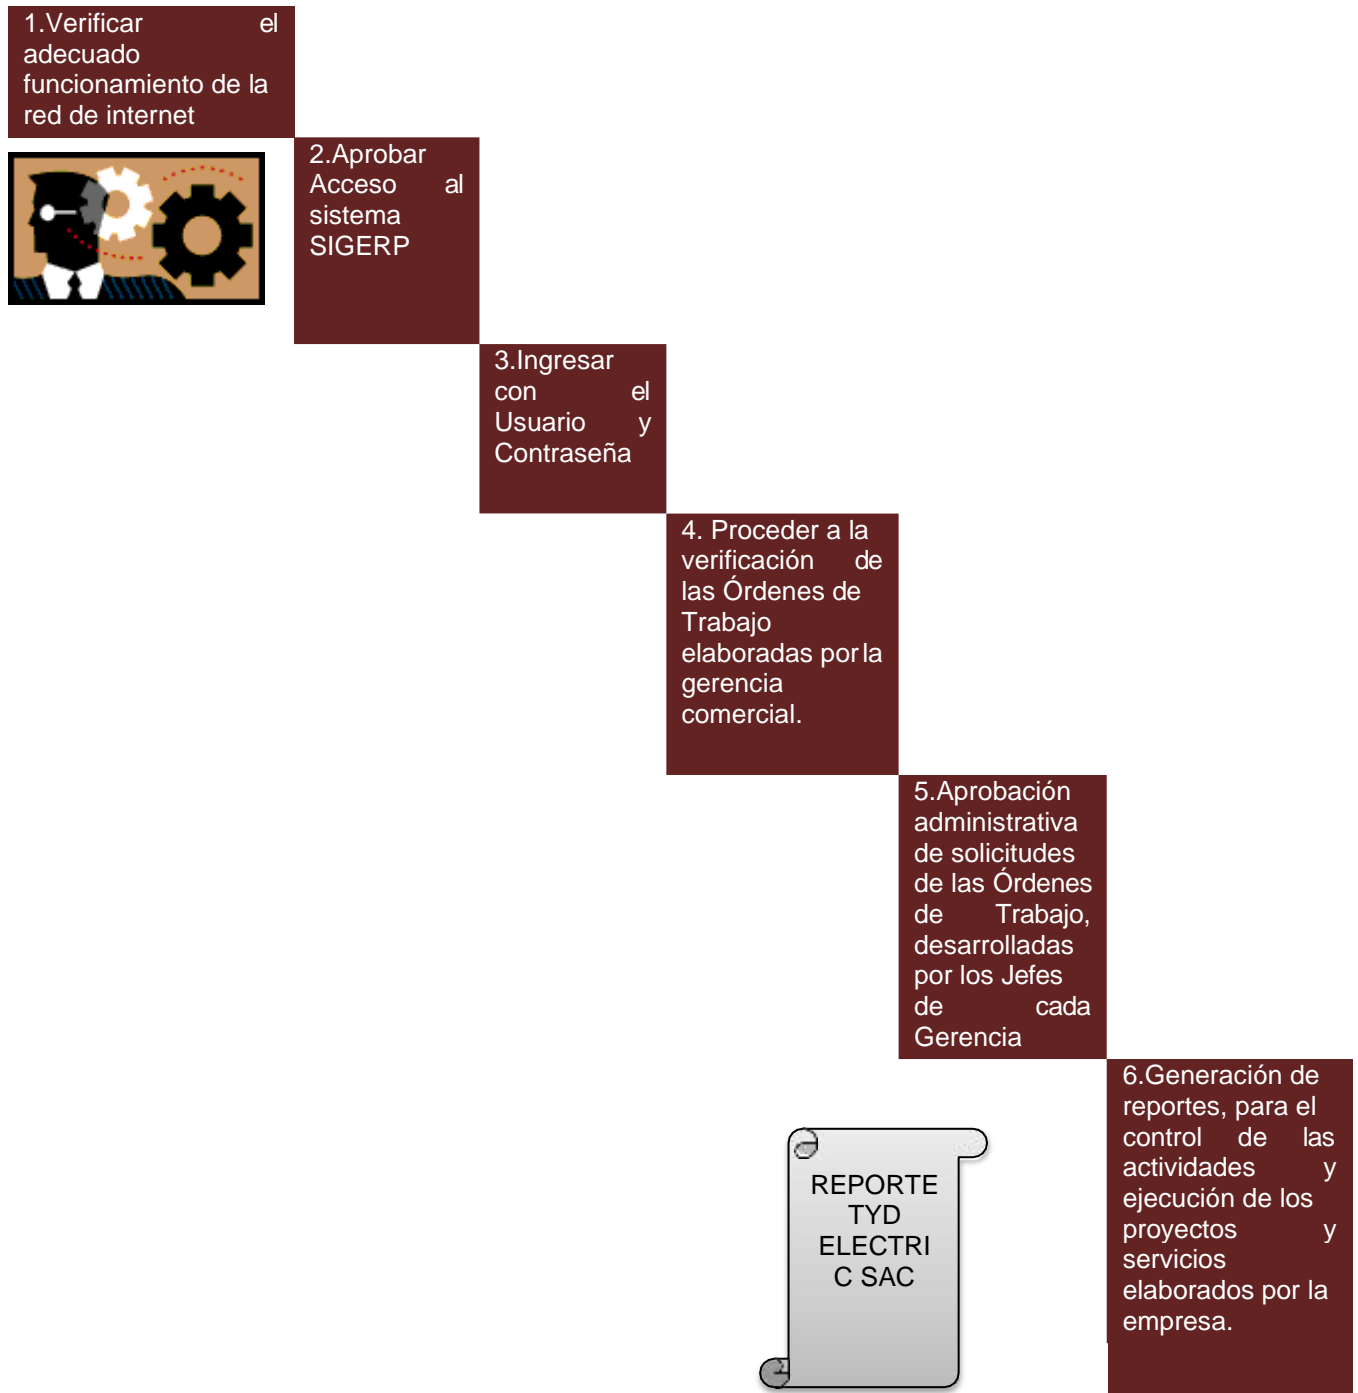 1.Verificar el
adecuado
funcionamiento de la
red de internet
2.Aprobar
Acceso al
sistema
SIGERP
3.Ingresar
con el
Usuario y
Contraseña
4. Proceder a la
verificación de
las Órdenes de
Trabajo
elaboradas por la
gerencia
comercial.
5.Aprobación
administrativa
de solicitudes
de las Órdenes
de Trabajo,
desarrolladas
por los Jefes
de cada
Gerencia
6.Generación de
reportes, para el
control de las
actividades y
ejecución de los
proyectos y
servicios
elaborados por la
empresa.
REPORTE
TYD
ELECTRI
C SAC